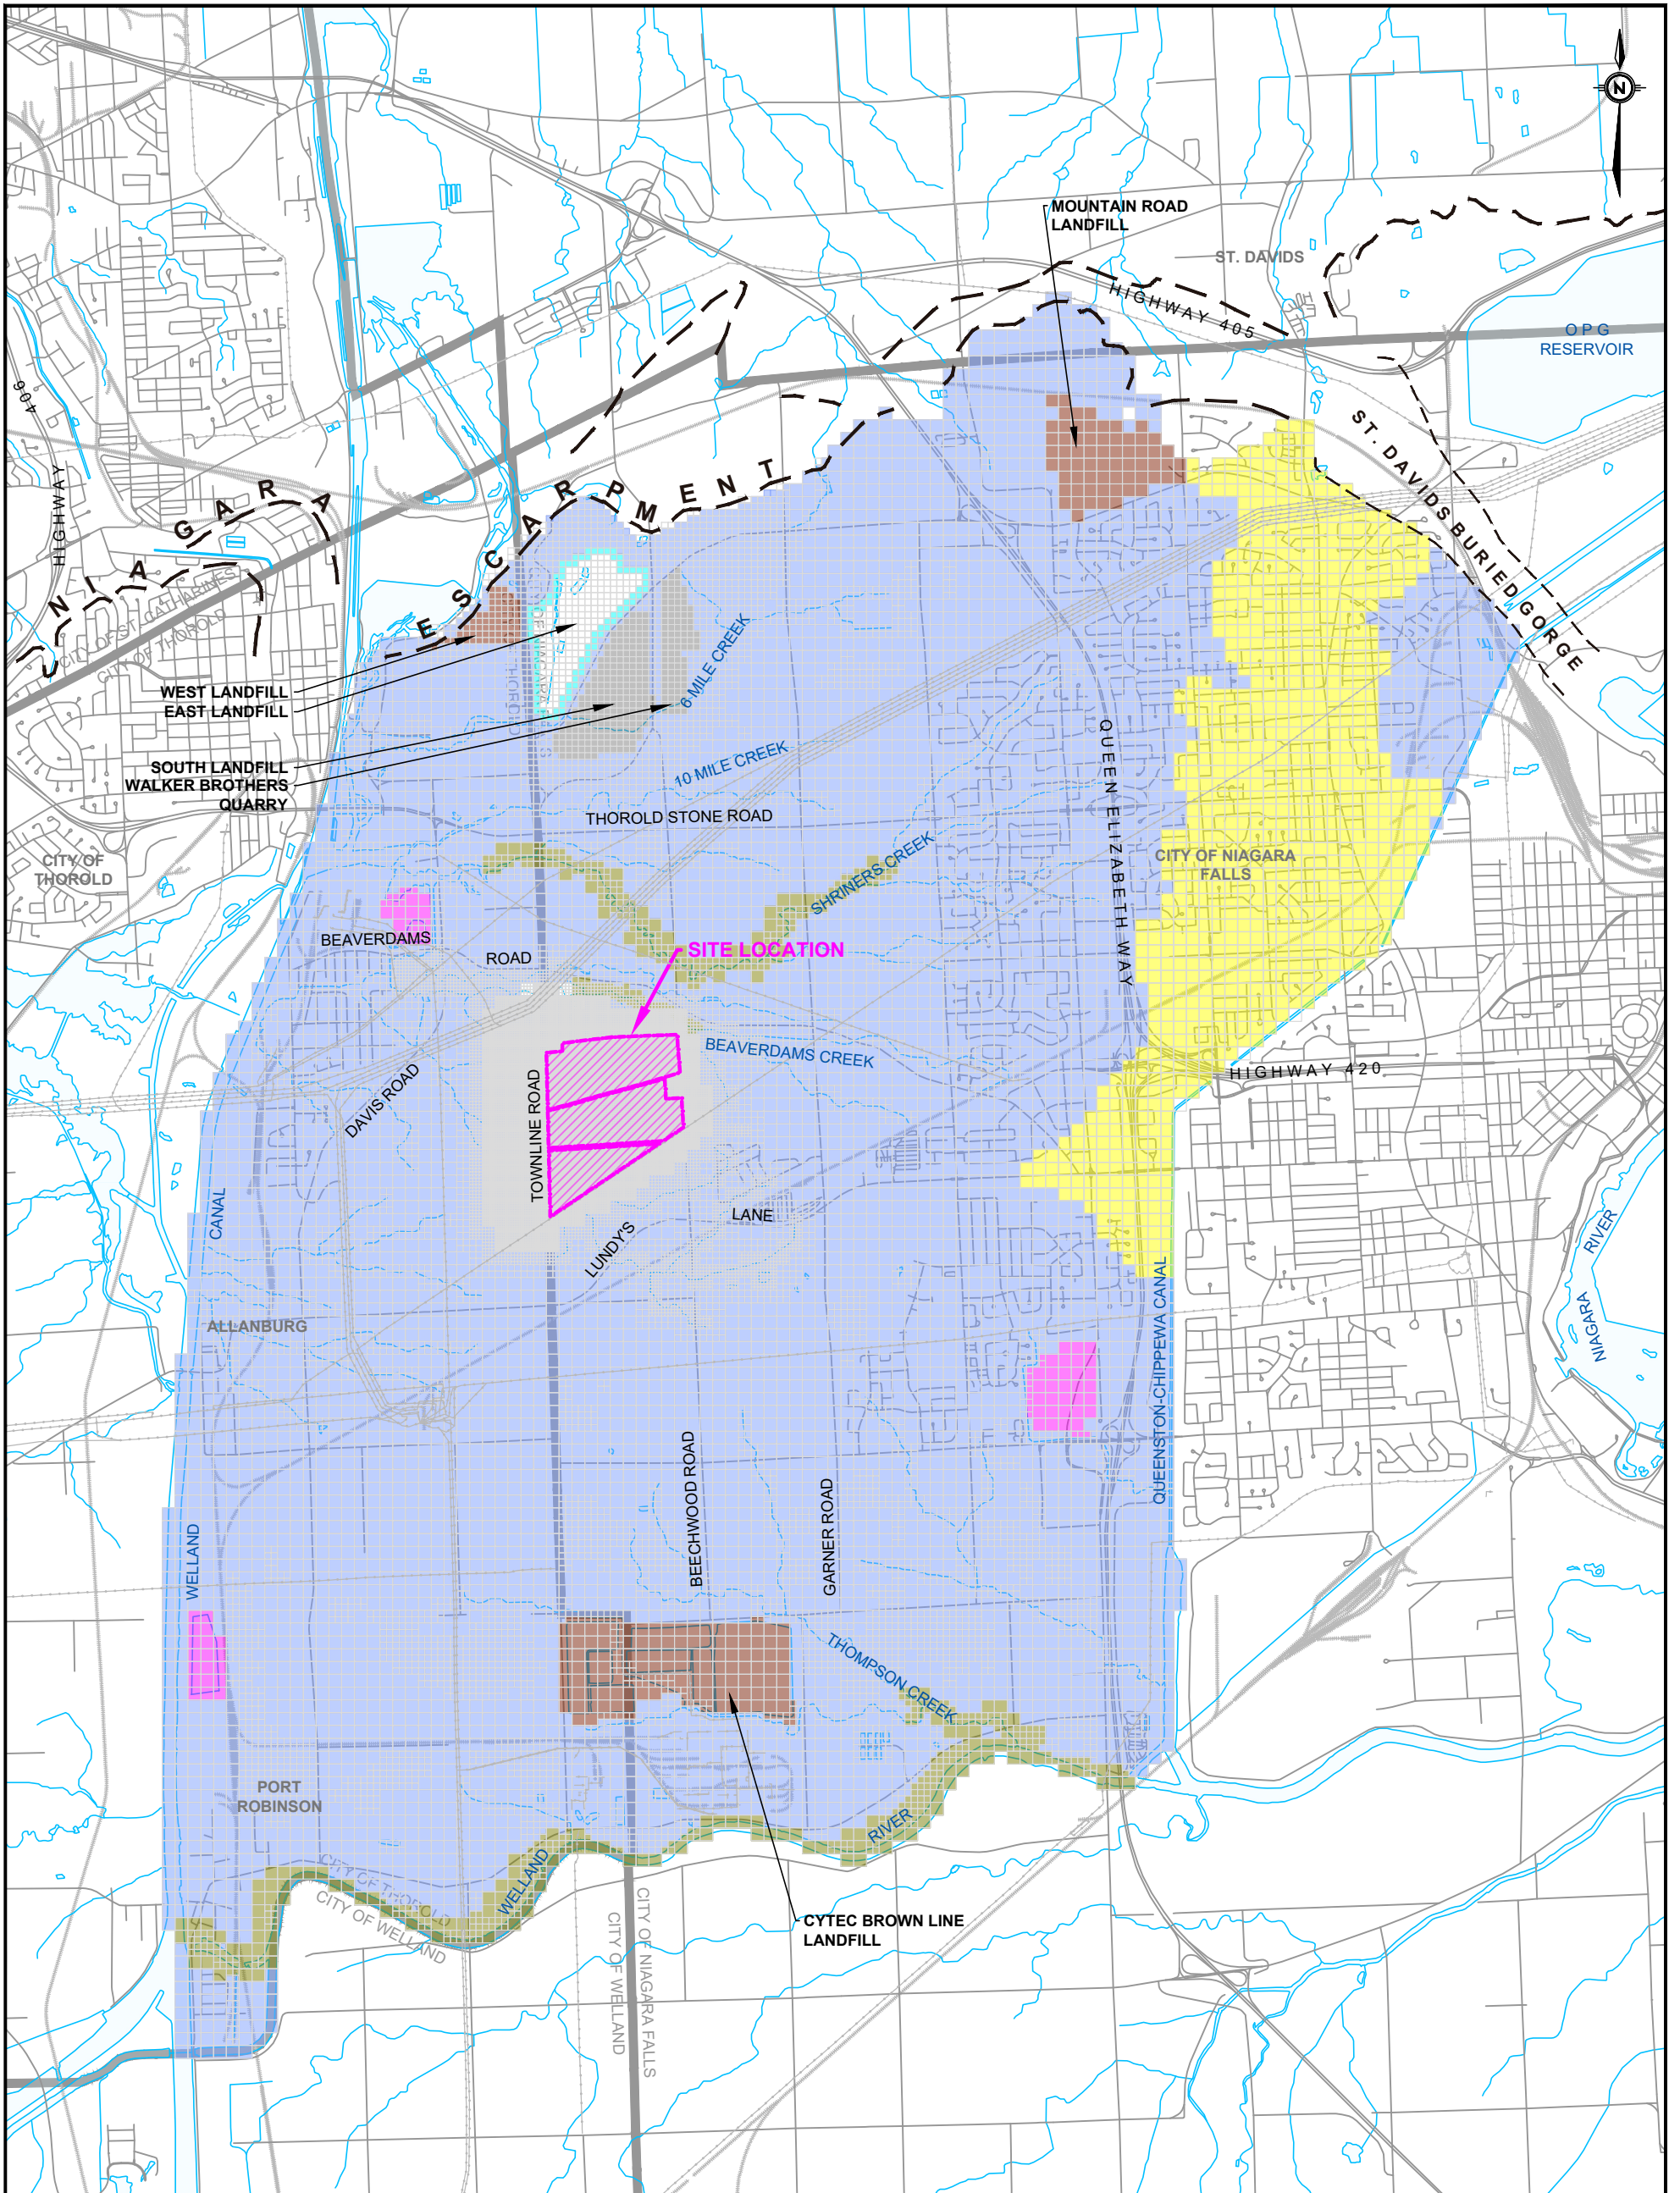 N
MOUNTAIN ROAD
LANDFILL
ST. DAVIDS
HIGHWAY 405
O P G
RESERVOIR
406
HIGHWAY
ST. DAVIDS BURIED GORGE
NIAGARA
ESCARPMENT
CITY OF ST. CATHARINES
CITY OF THOROLD
WEST LANDFILL
EAST LANDFILL
6 MILE CREEK
SOUTH LANDFILL
WALKER BROTHERS
QUARRY
10 MILE CREEK
THOROLD STONE ROAD
QUEEN ELIZABETH WAY
CITY OF
THOROLD
SHRINERS CREEK
CITY OF NIAGARA
FALLS
BEAVERDAMS
ROAD
SITE LOCATION
BEAVERDAMS CREEK
HIGHWAY 420
DAVIS ROAD
TOWNLINE ROAD
CANAL
LANE
LUNDY'S
RIVER
NIAGARA
ALLANBURG
QUEENSTON-CHIPPEWA CANAL
BEECHWOOD ROAD
GARNER ROAD
WELLAND
THOMPSON CREEK
PORT
ROBINSON
RIVER
WELLAND
CITY OF THOROLD
CITY OF WELLAND
CYTEC BROWN LINE
LANDFILL
CITY OF WELLAND
CITY OF NIAGARA FALLS